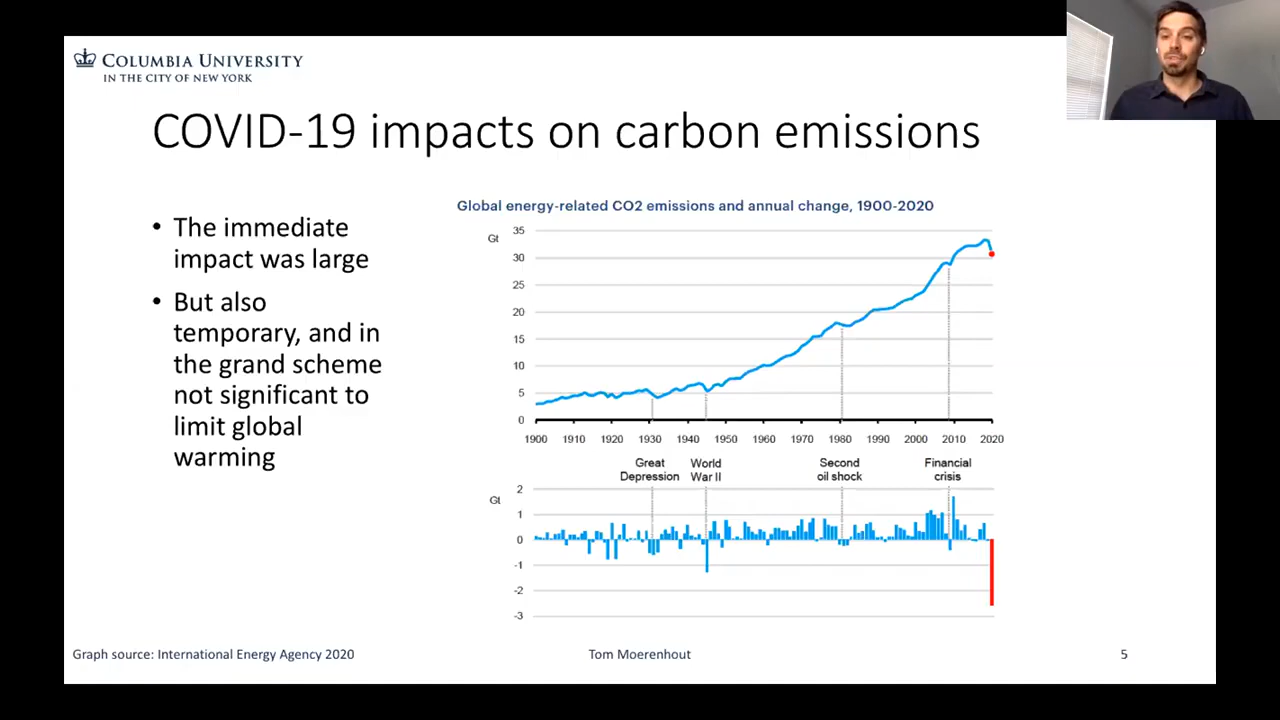 COLUMBIA UNIVERSITY
IN THE CITY OF NEW YORK
COVID-19 impacts on carbon emissions
• The immediate
impact was large
• But also
temporary, and in
the grand scheme
not significant to
limit global
warming
Global energy-related CO2 emissions and annual change, 1900-2020
Gt
35
30
25
20
15
10
5
0
1900 1910 1920 1930 1940 1950 1960 1970 1980 1990 2000 2010 2020
Great Depression
World War II
Second oil shock
Financial crisis
Gt
2
1
0
-1
-2
-3
Graph source: International Energy Agency 2020
Tom Moerenhout
5